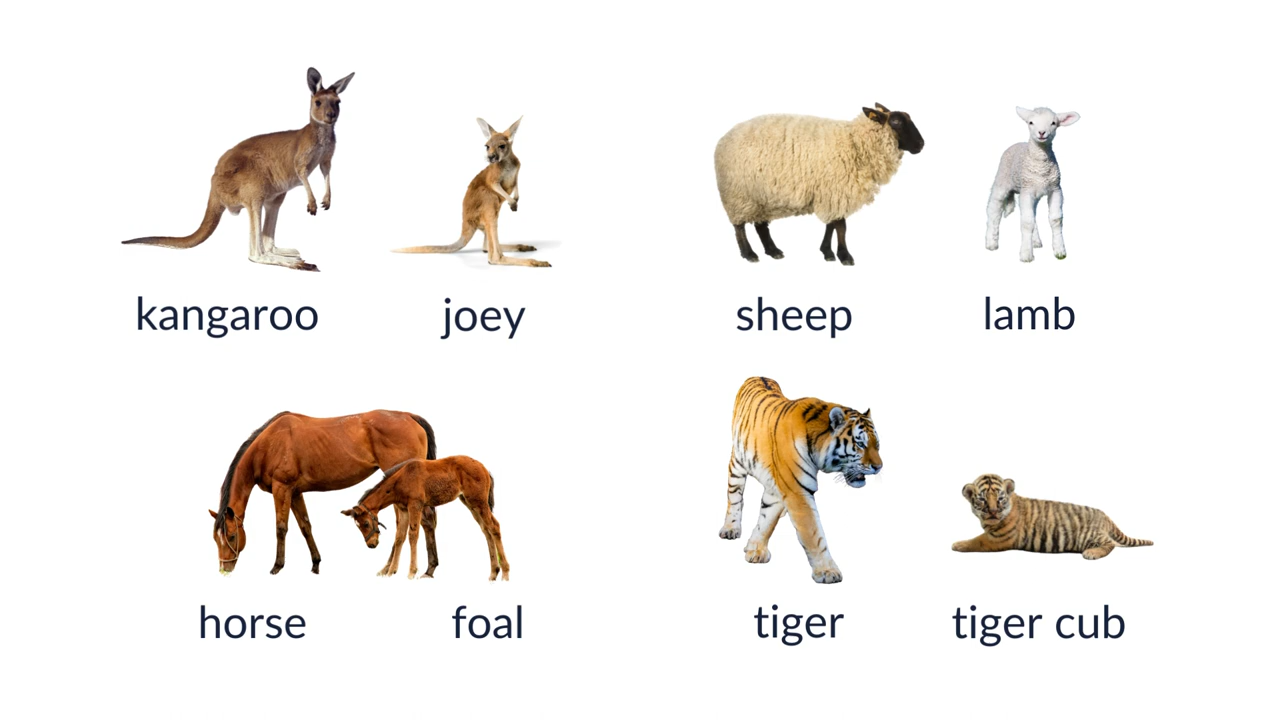 kangaroo
joey
sheep
lamb
horse
foal
tiger
tiger cub